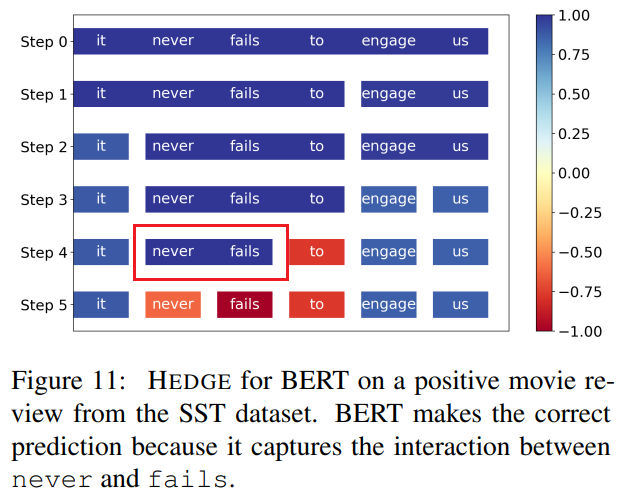 Step 0 it never fails to engage us
Step 1 it never fails to engage us
Step 2 it never fails to engage us
Step 3 it never fails to engage us
Step 4 it never fails to engage us
Step 5 it never fails to engage us
1.00
0.75
0.50
0.25
0.00
−0.25
−0.50
−0.75
−1.00
Figure 11: HEDGE for BERT on a positive movie re-
view from the SST dataset. BERT makes the correct
prediction because it captures the interaction between
never and fails.